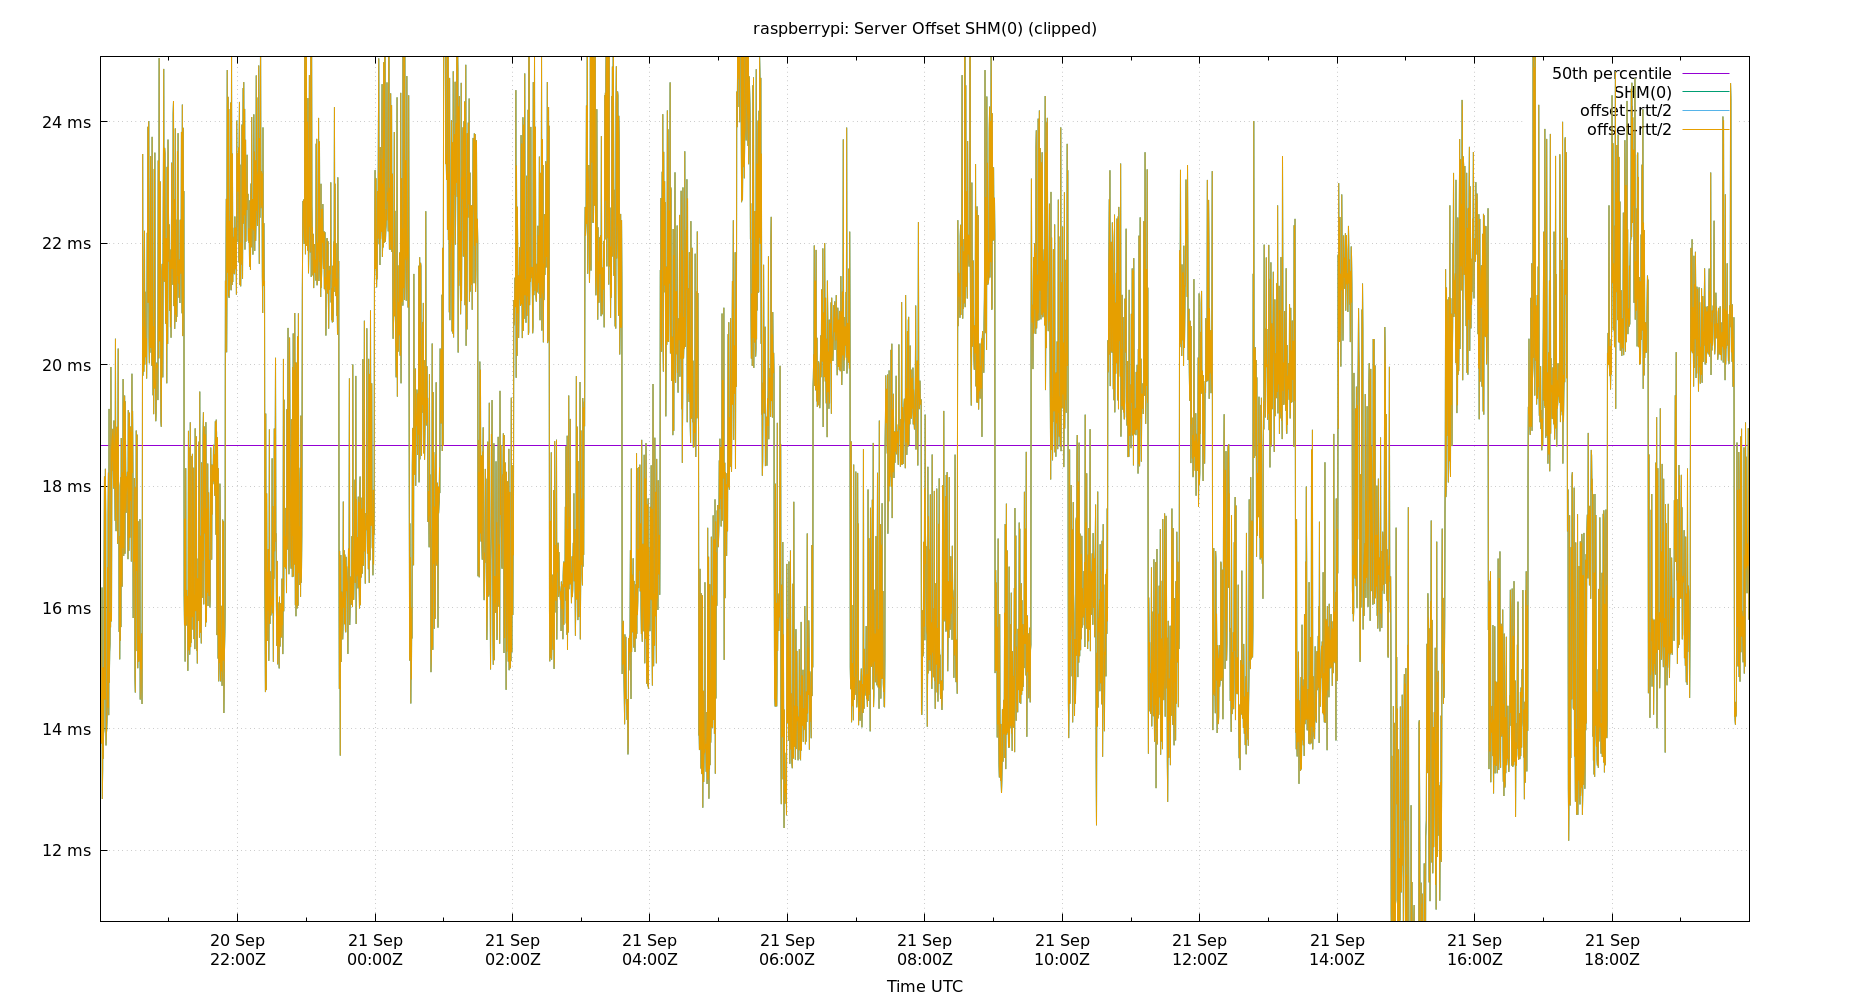 raspberrypi: Server Offset SHM(0) (clipped)
50th percentile
SHM(0)
offset+rtt/2
offset-rtt/2
24 ms
22 ms
20 ms
18 ms
16 ms
14 ms
12 ms
20 Sep 21 Sep 21 Sep 21 Sep 21 Sep 21 Sep 21 Sep 21 Sep 21 Sep 21 Sep 21 Sep
22:00Z 00:00Z 02:00Z 04:00Z 06:00Z 08:00Z 10:00Z 12:00Z 14:00Z 16:00Z 18:00Z
Time UTC